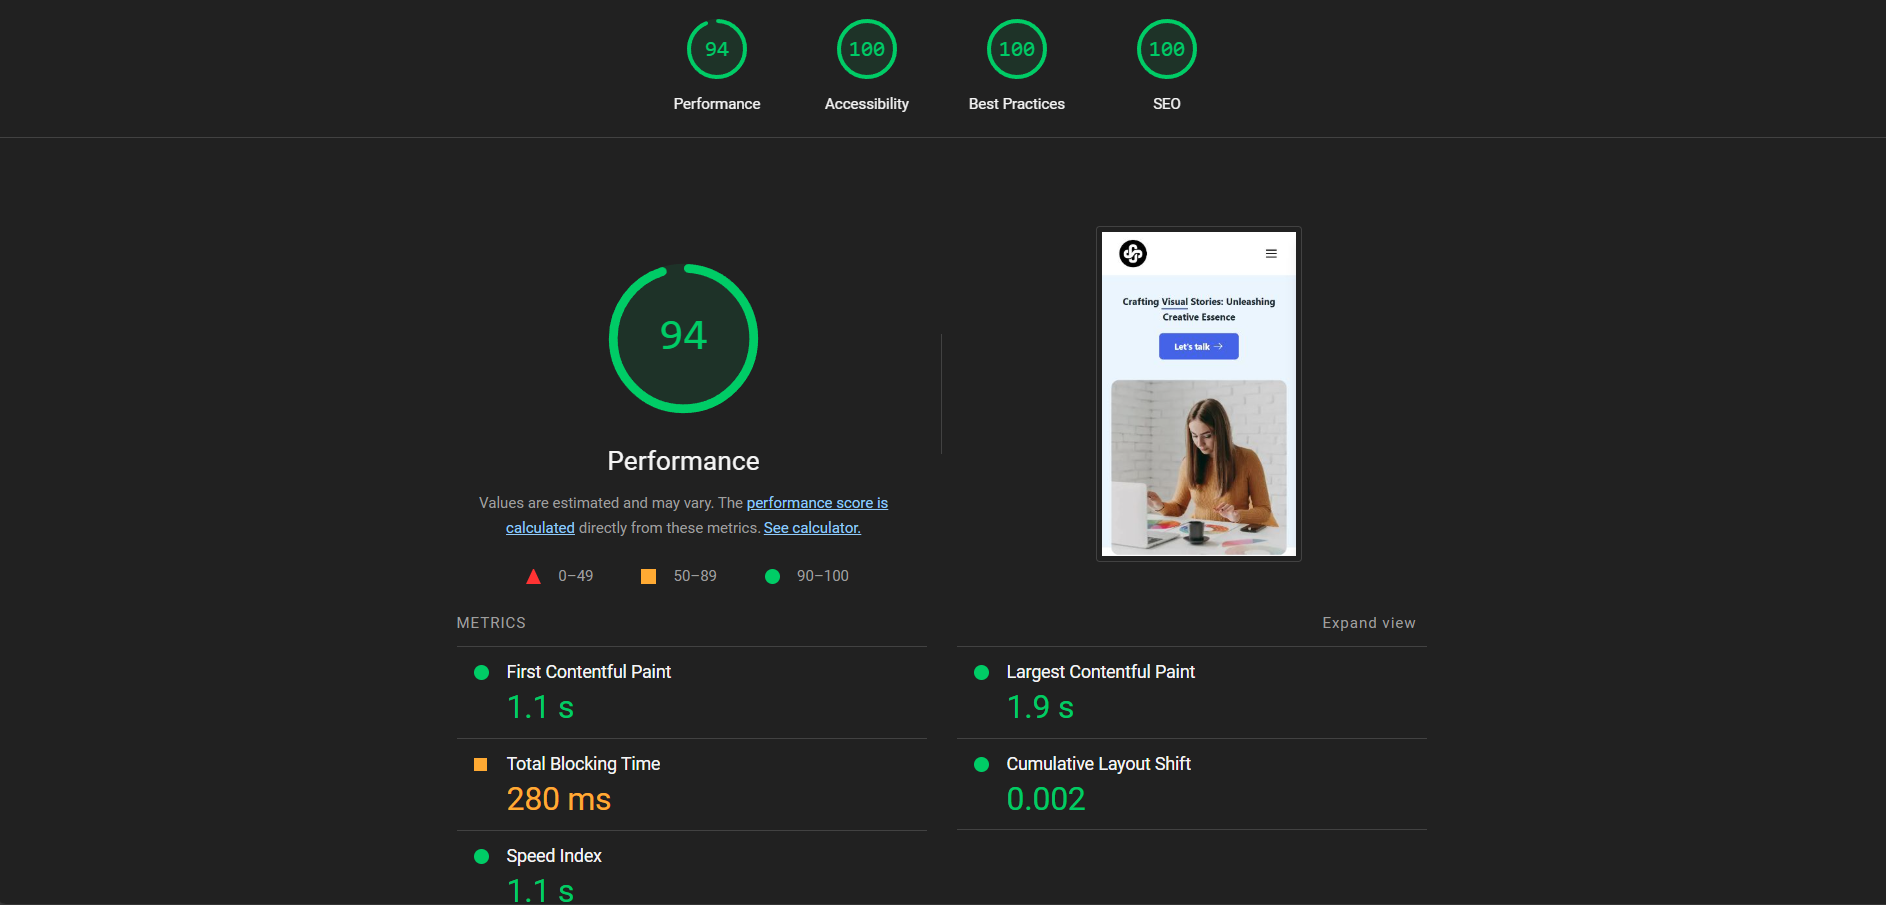 94
100
100
100
Performance
Accessibility
Best Practices
SEO
94
Performance
Values are estimated and may vary. The performance score is
calculated directly from these metrics. See calculator.
0–49
50–89
90–100
Crafting Visual Stories: Unleashing
Creative Essence
Let's talk →
METRICS
Expand view
First Contentful Paint
1.1 s
Largest Contentful Paint
1.9 s
Total Blocking Time
280 ms
Cumulative Layout Shift
0.002
Speed Index
1.1 s